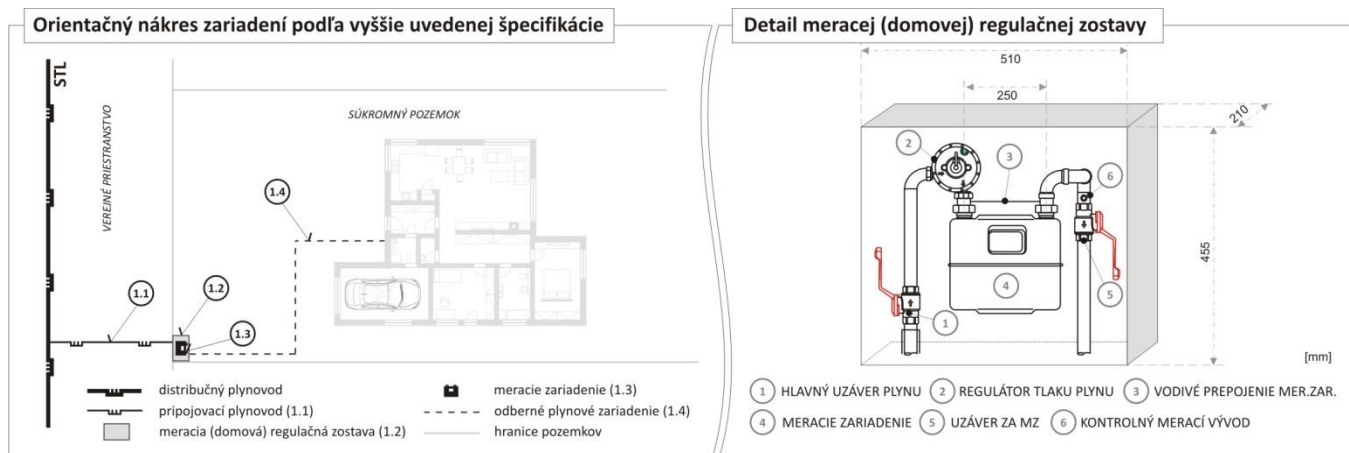 Orientačný nákres zariadení podľa vyššie uvedenej špecifikácie
STL
VEREJNÉ PRIESTRANSTVO
SÚKROMNÝ POZEMOK
1.4
1.1
1.2
1.3
distribučný plynovod
pripojovací plynovod (1.1)
meracia (domová) regulačná zostava (1.2)
meracie zariadenie (1.3)
odberné plynové zariadenie (1.4)
hranice pozemkov
Detail meracej (domovej) regulačnej zostavy
510
250
210
455
2
3
6
4
5
1
[mm]
1 HLAVNÝ UZÁVER PLYNU 2 REGULÁTOR TLAKU PLYNU 3 VODIVÉ PREPOJENIE MER.ZAR.
4 MERACIE ZARIADENIE 5 UZÁVER ZA MZ 6 KONTROLNÝ MERACÍ VÝVOD